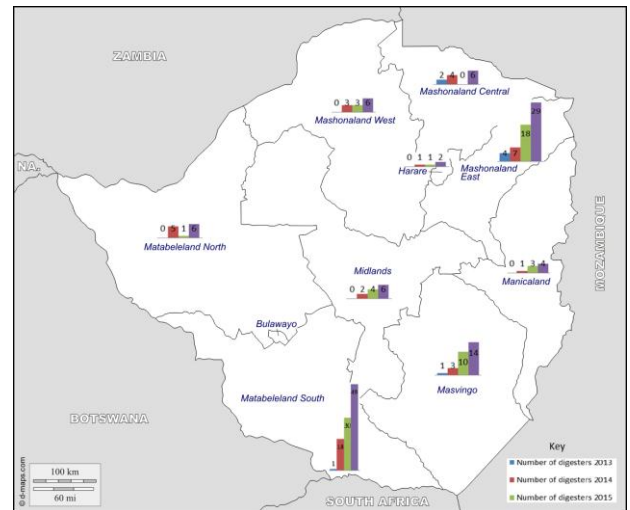 ZAMBIA
2 4 0 6
Mashonaland Central
0 3 3 6
Mashonaland West
29
18
4 7
Mashonaland
East
0 1 1 2
Harare
NA.
0 5 1 6
Matabeleland North
MOZAMBIQUE
0 1 3 4
Manicaland
Midlands
0 2 4 6
Bulawayo
14
10
1 3
Masvingo
Matabeleland South
30
14
1
BOTSWANA
SOUTH AFRICA
© d-maps.com
100 km
60 mi
Key
Number of digesters 2013
Number of digesters 2014
Number of digesters 2015